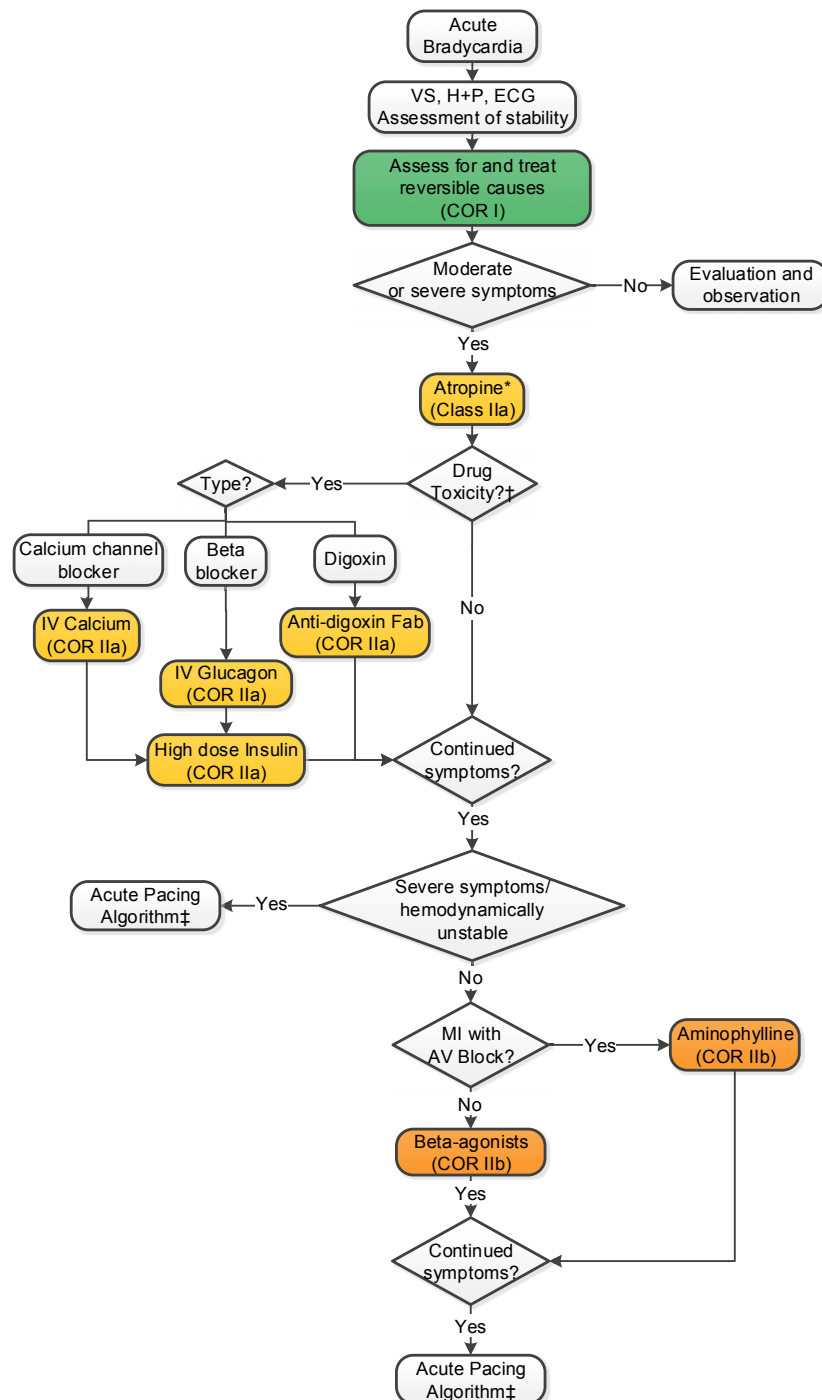 Acute
Bradycardia
VS, H+P, ECG
Assessment of stability
Assess for and treat
reversible causes
(COR I)
Moderate
or severe symptoms
No
Evaluation and
observation
Yes
Atropine*
(Class IIa)
Drug
Toxicity?†
Yes
Type?
Calcium channel
blocker
Beta
blocker
Digoxin
No
IV Calcium
(COR IIa)
Anti-digoxin Fab
(COR IIa)
IV Glucagon
(COR IIa)
High dose Insulin
(COR IIa)
Continued
symptoms?
Yes
Severe symptoms/
hemodynamically
unstable
Yes
Acute Pacing
Algorithm‡
No
MI with
AV Block?
Yes
Aminophylline
(COR IIb)
No
Beta-agonists
(COR IIb)
Yes
Continued
symptoms?
Yes
Acute Pacing
Algorithm‡